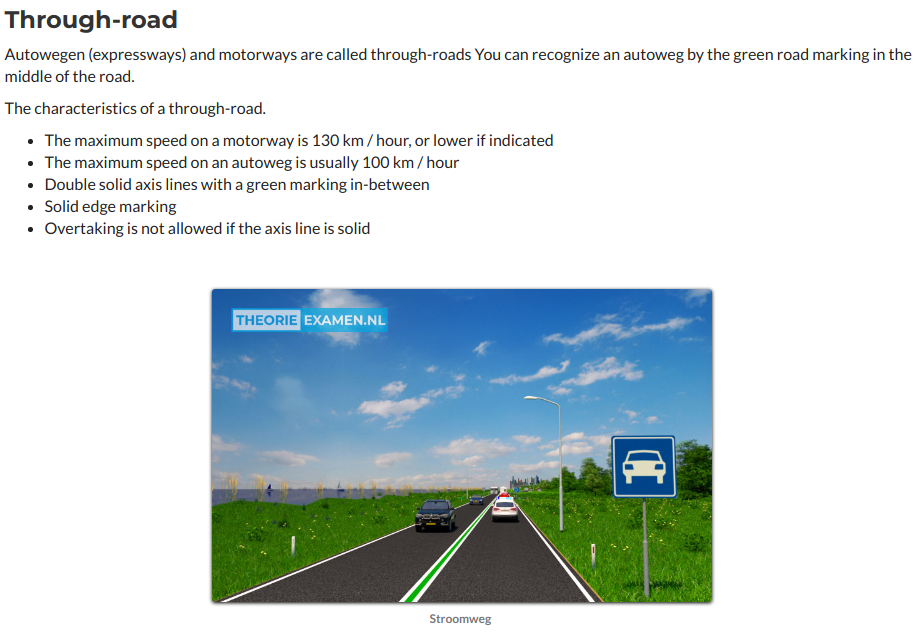 Through-road
Autowegen (expressways) and motorways are called through-roads You can recognize an autoweg by the green road marking in the
middle of the road.
The characteristics of a through-road.
• The maximum speed on a motorway is 130 km / hour, or lower if indicated
• The maximum speed on an autoweg is usually 100 km / hour
• Double solid axis lines with a green marking in-between
• Solid edge marking
• Overtaking is not allowed if the axis line is solid
THEORIE EXAMEN.NL
Stroomweg